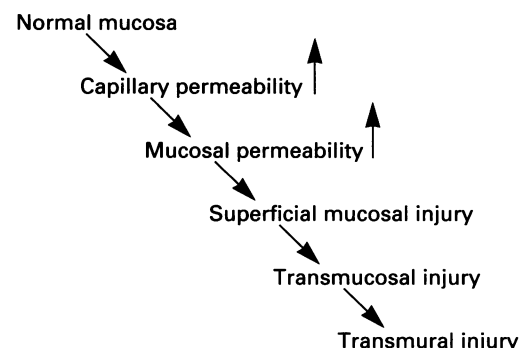 Normal mucosa
Capillary permeability
Mucosal permeability
Superficial mucosal injury
Transmucosal injury
Transmural injury